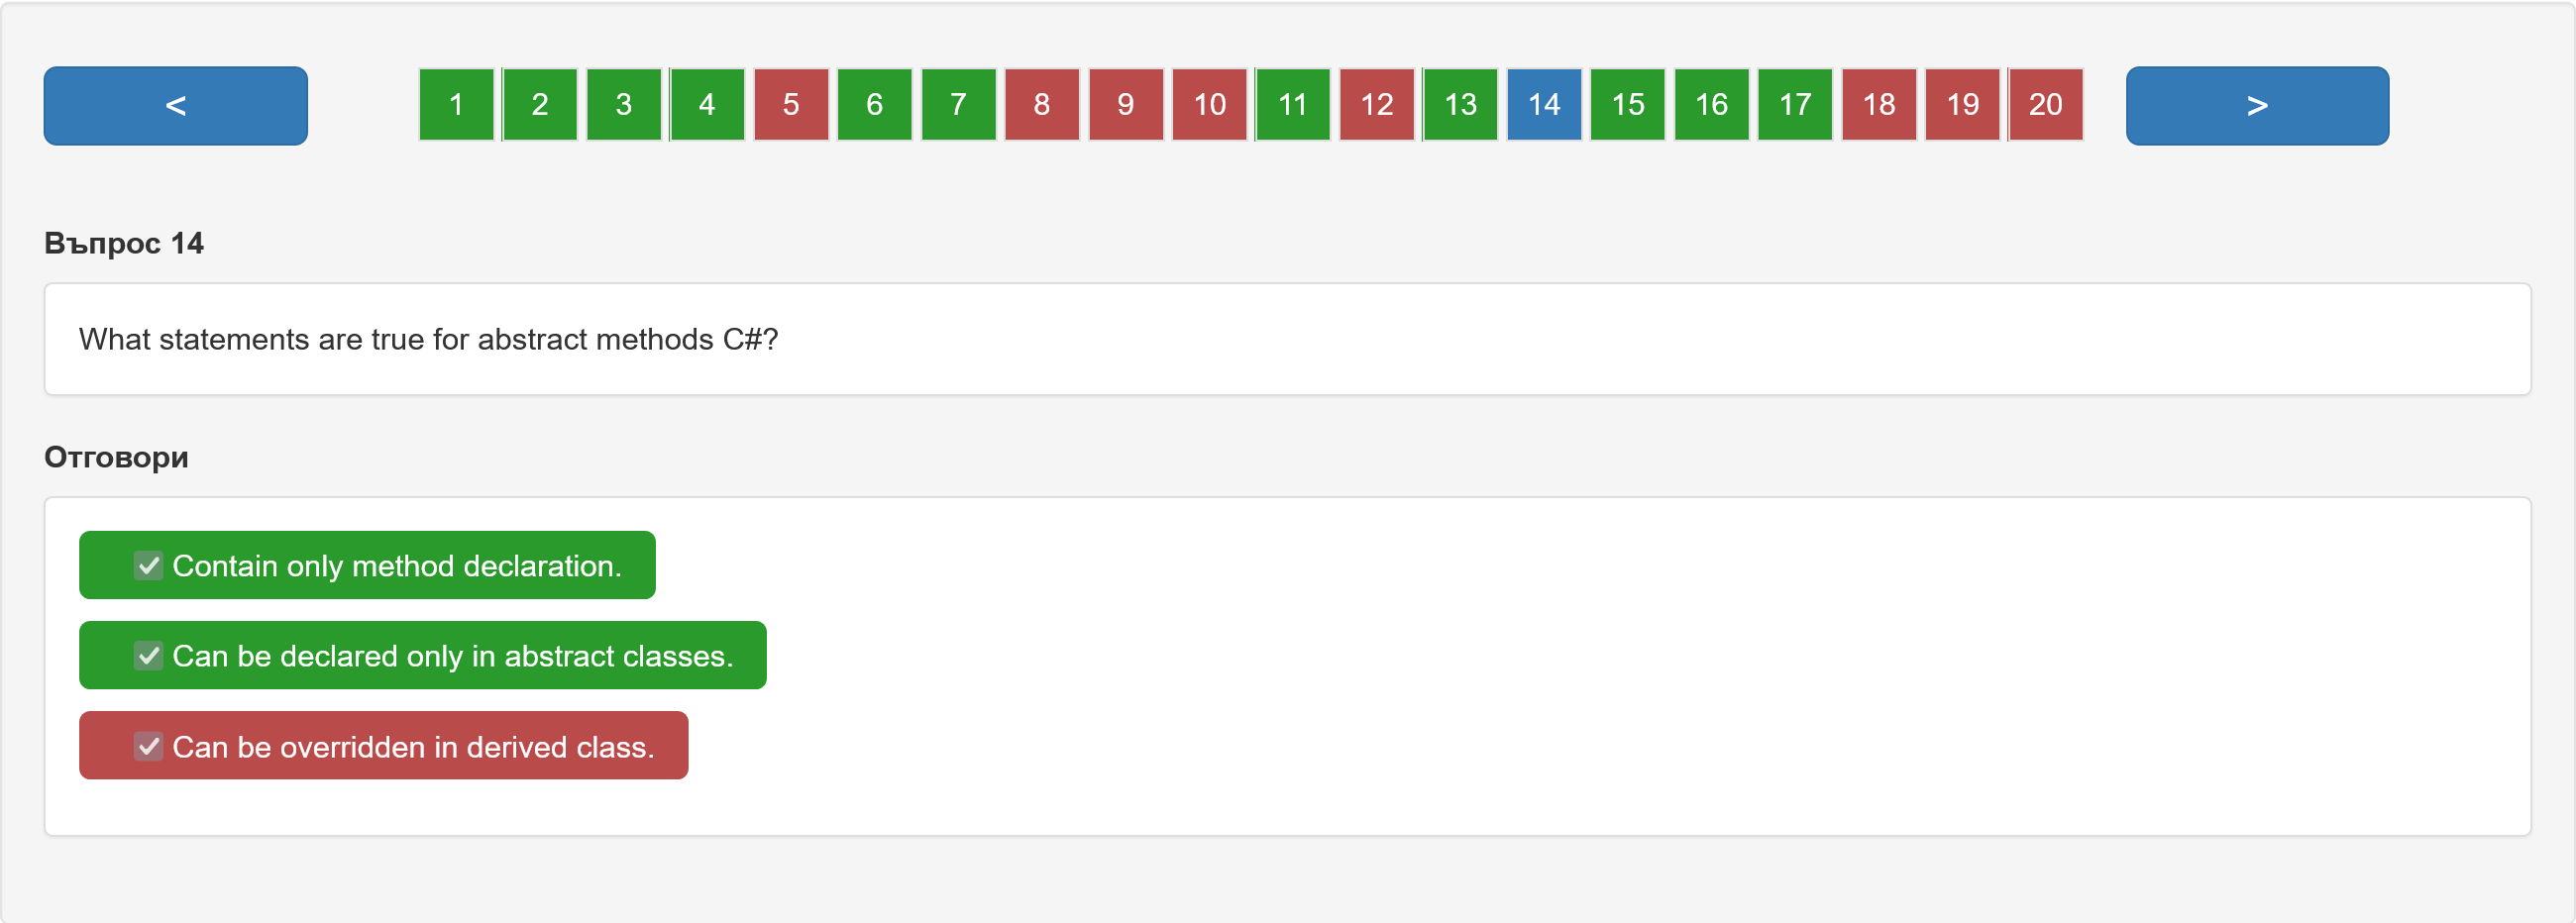 < 1 2 3 4 5 6 7 8 9 10 11 12 13 14 15 16 17 18 19 20 >
Въпрос 14
What statements are true for abstract methods C#?
Отговори
Contain only method declaration.
Can be declared only in abstract classes.
Can be overridden in derived class.